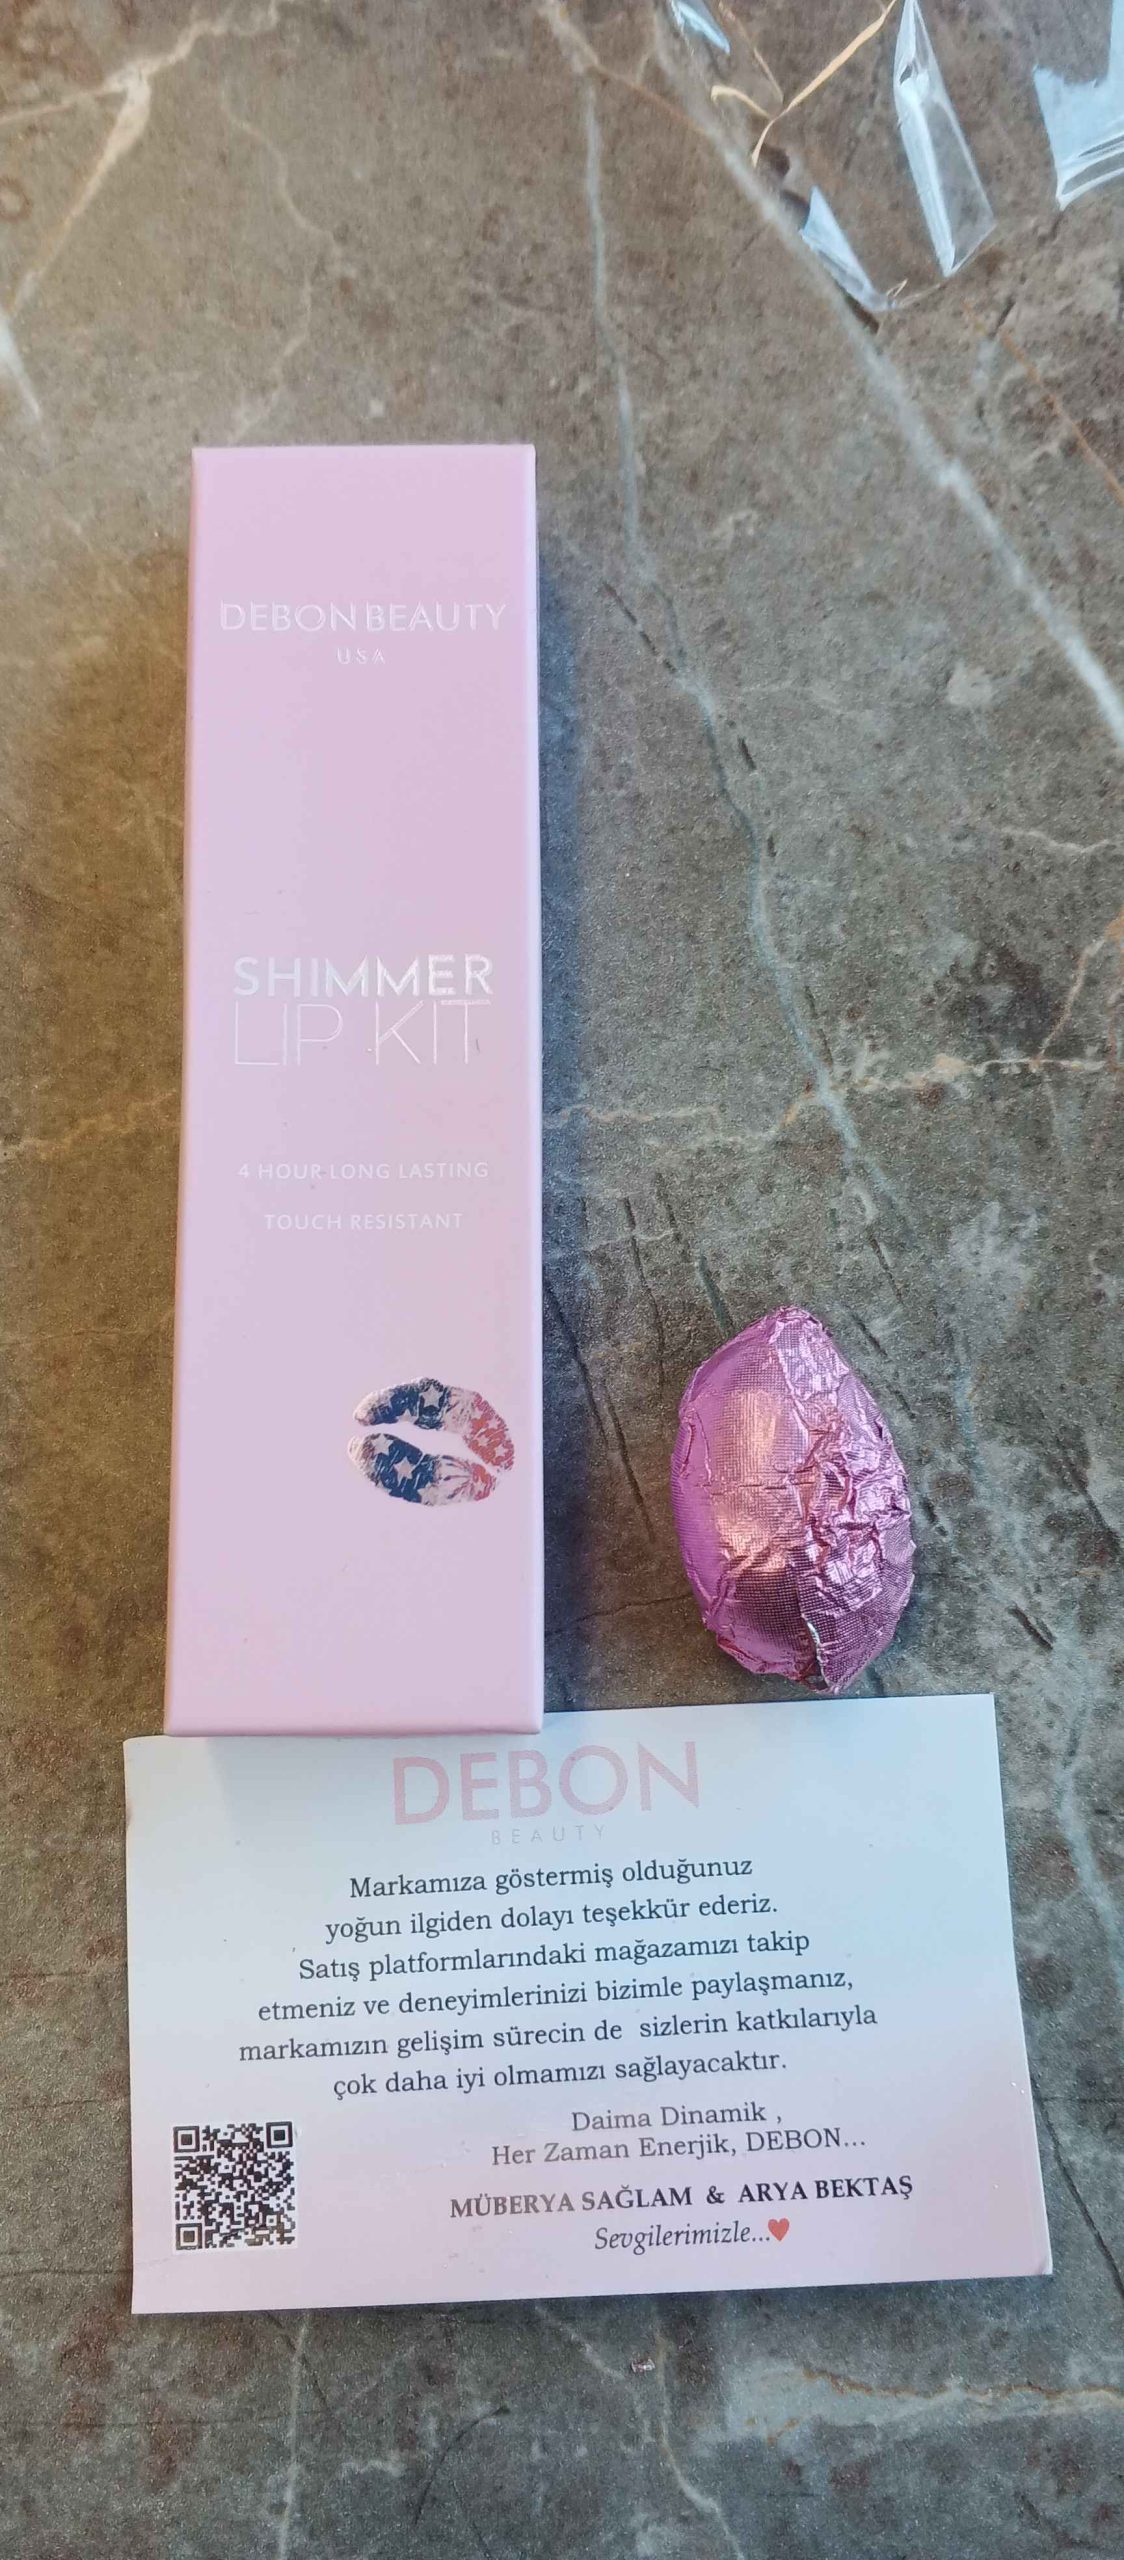 DEBON BEAUTY
USA
SHIMMER
LIP KIT
4 HOUR LONG LASTING
TOUCH RESISTANT
DEBON
BEAUTY
Markamıza göstermiş olduğunuz
yoğun ilgiden dolayı teşekkür ederiz.
Satış platformlarındaki mağazamızı takip
etmeniz ve deneyimlerinizi bizimle paylaşmanız,
markamızın gelişim sürecin de sizlerin katkılarıyla
çok daha iyi olmamızı sağlayacaktır.
Daima Dinamik ,
Her Zaman Enerjik, DEBON...
MÜBERYA SAĞLAM & ARYA BEKTAŞ
Sevgilerimizle...♥